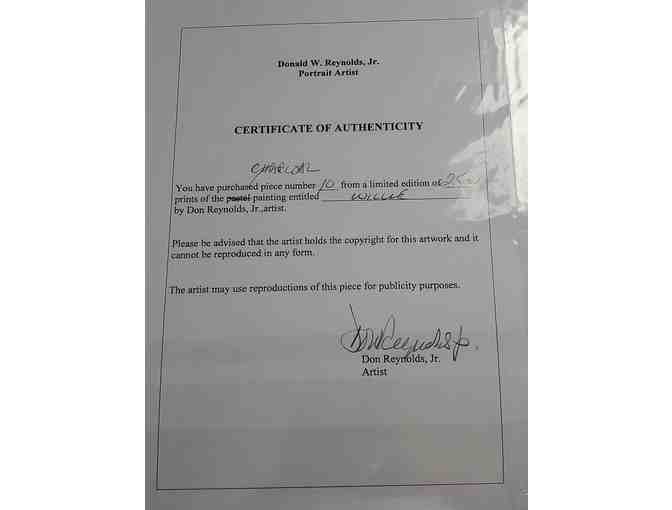 Donald W. Reynolds, Jr.
Portrait Artist
CERTIFICATE OF AUTHENTICITY
CHARCOAL
You have purchased piece number 10 from a limited edition of 250
prints of the pastel painting entitled WILLIE
by Don Reynolds, Jr.,artist.
Please be advised that the artist holds the copyright for this artwork and it
cannot be reproduced in any form.
The artist may use reproductions of this piece for publicity purposes.
Don Reynolds Jr.
Don Reynolds, Jr.
Artist